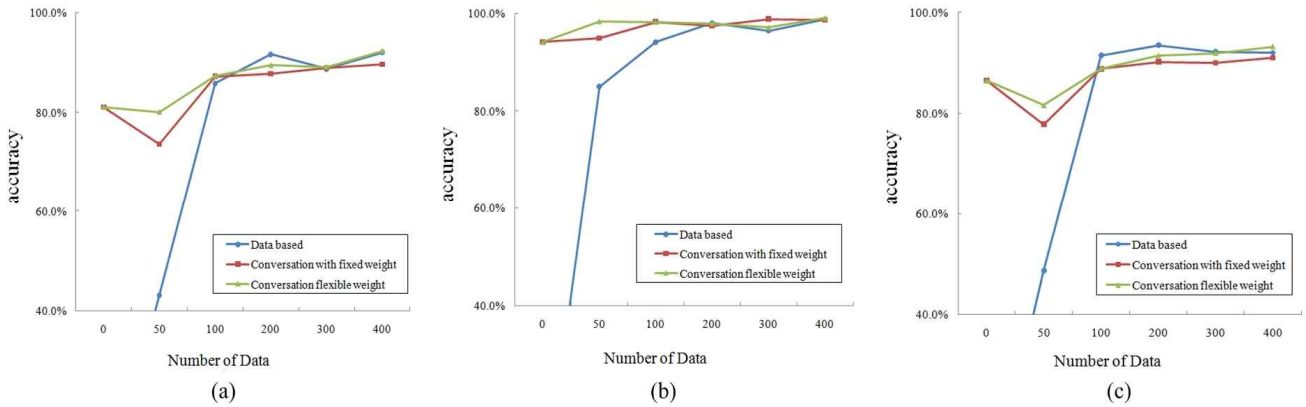 100.0%
80.0%
60.0%
40.0%
accuracy
0 50 100 200 300 400
Number of Data
Data based
Conversation with fixed weight
Conversation flexible weight
(a)
100.0%
80.0%
60.0%
40.0%
accuracy
0 50 100 200 300 400
Number of Data
Data based
Conversation with fixed weight
Conversation flexible weight
(b)
100.0%
80.0%
60.0%
40.0%
accuracy
0 50 100 200 300 400
Number of Data
Data based
Conversation with fixed weight
Conversation flexible weight
(c)